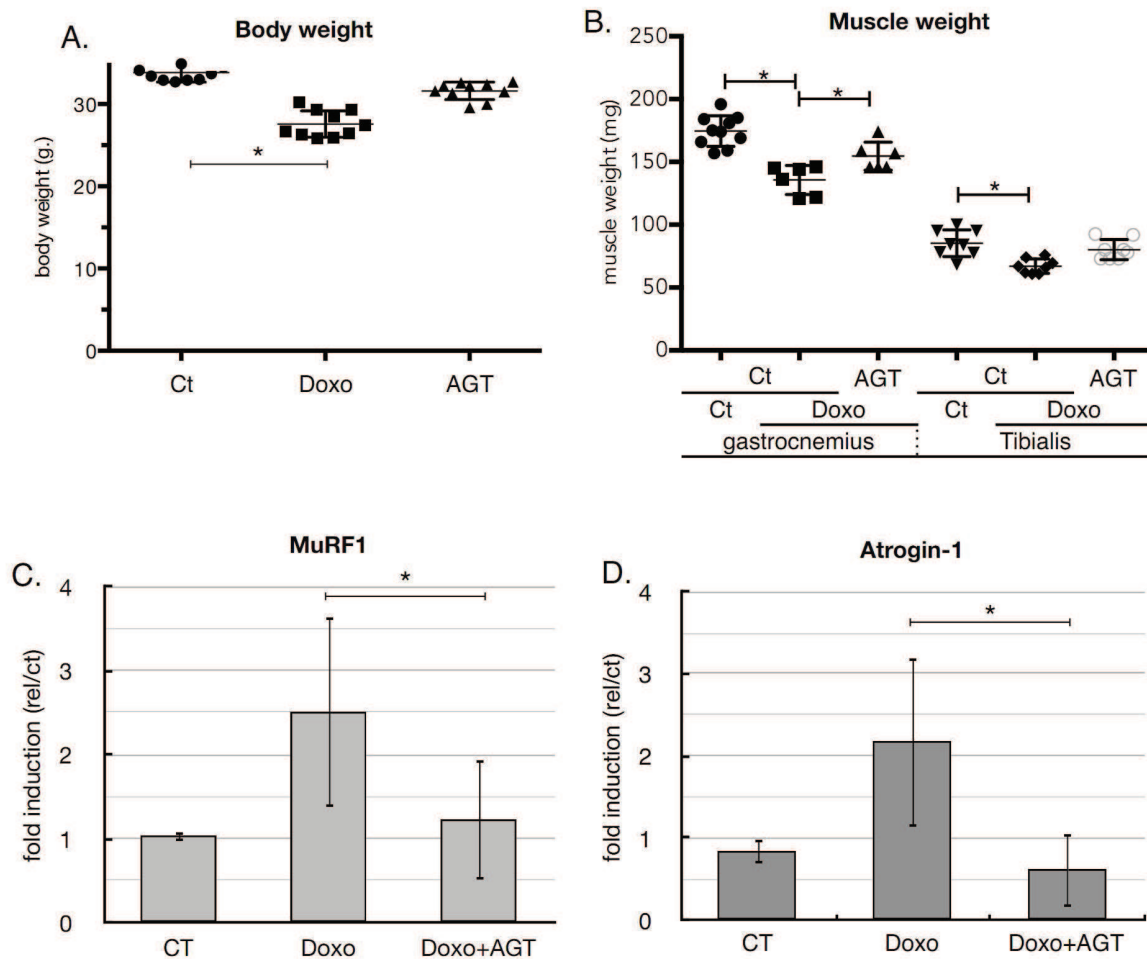 A.
Body weight
body weight (g.)
30
15
0
Ct Doxo AGT
*
B.
Muscle weight
muscle weight (mg)
250
200
150
100
50
0
* * *
Ct AGT Ct AGT
Ct Doxo Ct Doxo
gastrocnemius Tibialis
C.
MuRF1
fold induction (rel/ct)
4
3
2
1
0
*
CT Doxo Doxo+AGT
D.
Atrogin-1
fold induction (rel/ct)
4
3
2
1
0
*
CT Doxo Doxo+AGT